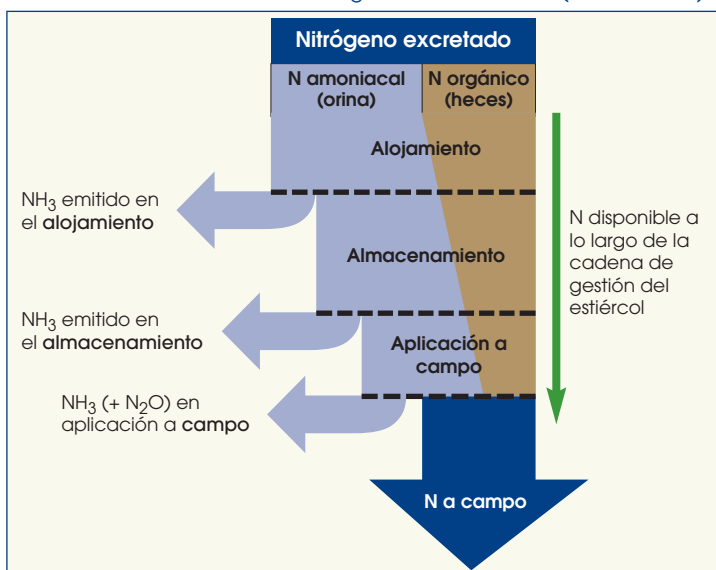 Nitrógeno excretado
N amoniacal
(orina)
N orgánico
(heces)
Alojamiento
NH3 emitido en
el alojamiento
N disponible a
lo largo de la
cadena de
gestión del
estiércol
Almacenamiento
NH3 emitido en
el almacenamiento
Aplicación a
campo
NH3 (+ N2O) en
aplicación a campo
N a campo